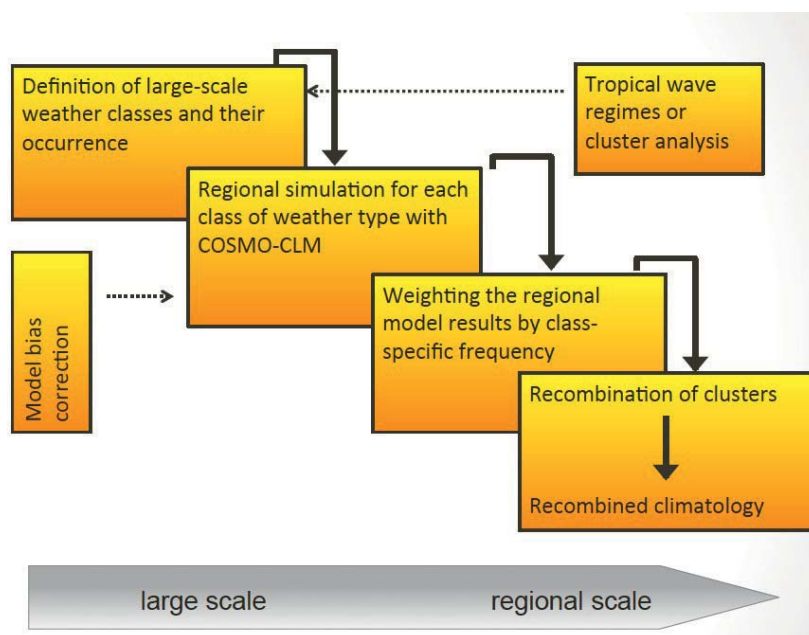 Definition of large-scale
weather classes and their
occurrence
Tropical wave
regimes or
cluster analysis
Regional simulation for each
class of weather type with
COSMO-CLM
Model bias
correction
Weighting the regional
model results by class-
specific frequency
Recombination of clusters
Recombined climatology
large scale
regional scale